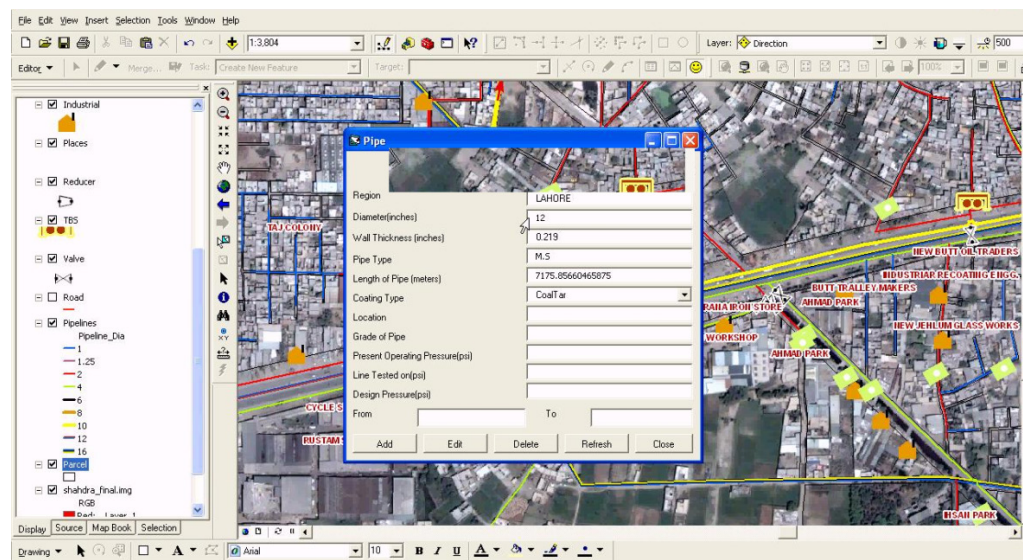 File Edit View Insert Selection Tools Window Help
1:3,804 Layer: Direction 500
Editor Merge... Task: Create New Feature Target: 100%
Industrial
Places
Reducer
TBS
Valve
Road
Pipelines
Pipeline_Dia
1
1.25
2
4
6
8
10
12
16
Parcel
shahdra_final.img
RGB
Red: Layer_1
Display Source Map Book Selection
TAJ COLONY
Pipe
Region LAHORE
Diameter(inches) 12
Wall Thickness (inches) 0.219
Pipe Type M.S
Length of Pipe (meters) 7175.85660465875
Coating Type CoalTar
Location
Grade of Pipe
Present Operating Pressure(psi)
Line Tested on(psi)
Design Pressure(psi)
From To
Add Edit Delete Refresh Close
NEW BUTT OIL TRADERS
INDUSTRIAR RECOATING ENGG.
BUTT TRALLEY MAKERS
RANA IRON STORE
AHMAD PARK
WORKSHOP
NEW JEHLUM GLASS WORKS
AHMAD PARK
CYCLE S
RUSTAM
IHSAN PARK
Drawing A Arial 10 B I U A